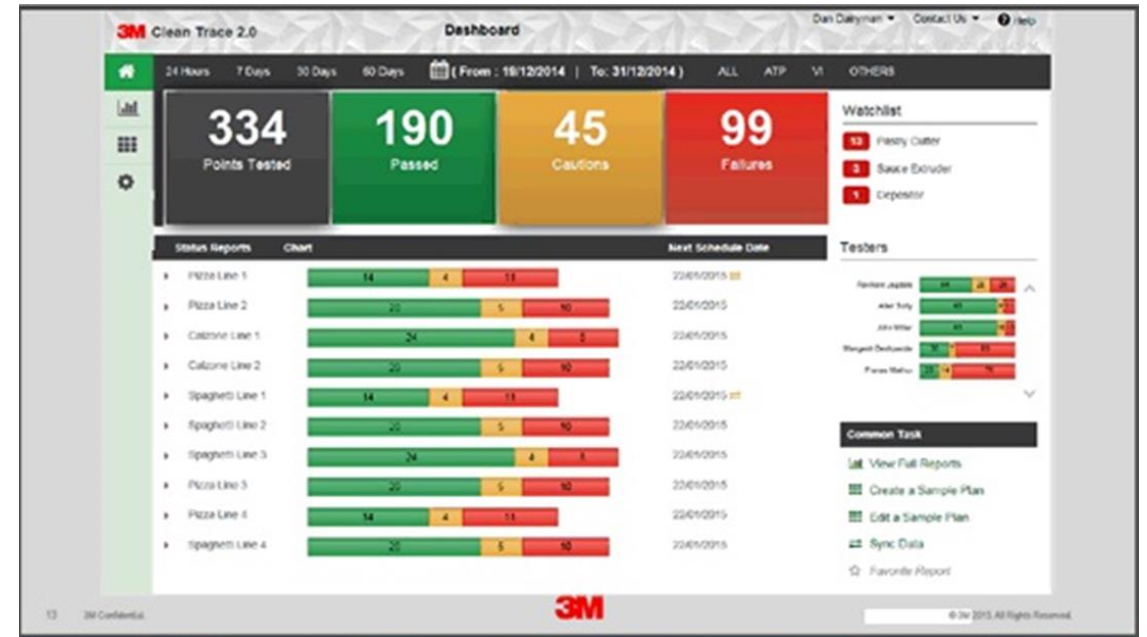 3M Clean Trace 2.0
Dashboard
Dan Dairyman
Contact Us
Help
24 Hours 7 Days 30 Days 60 Days ( From : 18/12/2014 | To: 31/12/2014 ) ALL ATP VI OTHERS
334
Points Tested
190
Passed
45
Cautions
99
Failures
Watchlist
13 Pastry Cutter
3 Sauce Extruder
1 Depositor
Status Reports Chart Next Schedule Date
Pizza Line 1 14 4 11 22/01/2015
Pizza Line 2 20 5 10 22/01/2015
Calzone Line 1 24 4 8 22/01/2015
Calzone Line 2 20 5 10 22/01/2015
Spaghetti Line 1 14 4 11 22/01/2015
Spaghetti Line 2 20 5 10 22/01/2015
Spaghetti Line 3 24 4 22/01/2015
Pizza Line 3 20 5 10 22/01/2015
Pizza Line 4 14 4 11 22/01/2015
Spaghetti Line 4 20 5 10 22/01/2015
Testers
Common Task
View Full Reports
Create a Sample Plan
Edit a Sample Plan
Sync Data
Favorite Report
13
3M Confidential.
3M
© 3M 2015. All Rights Reserved.